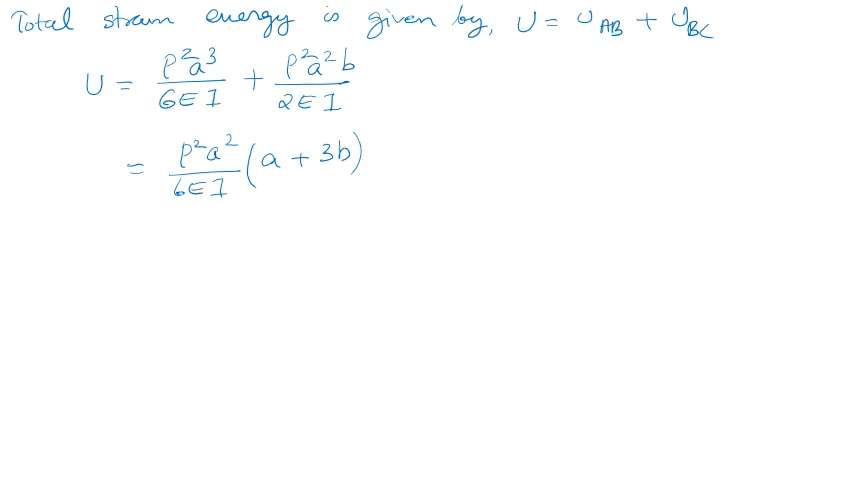 Total strain energy is given by, U = U_AB + U_BC
U = P²a³/6EI + P²a²b/2EI
= P²a²/6EI (a + 3b)